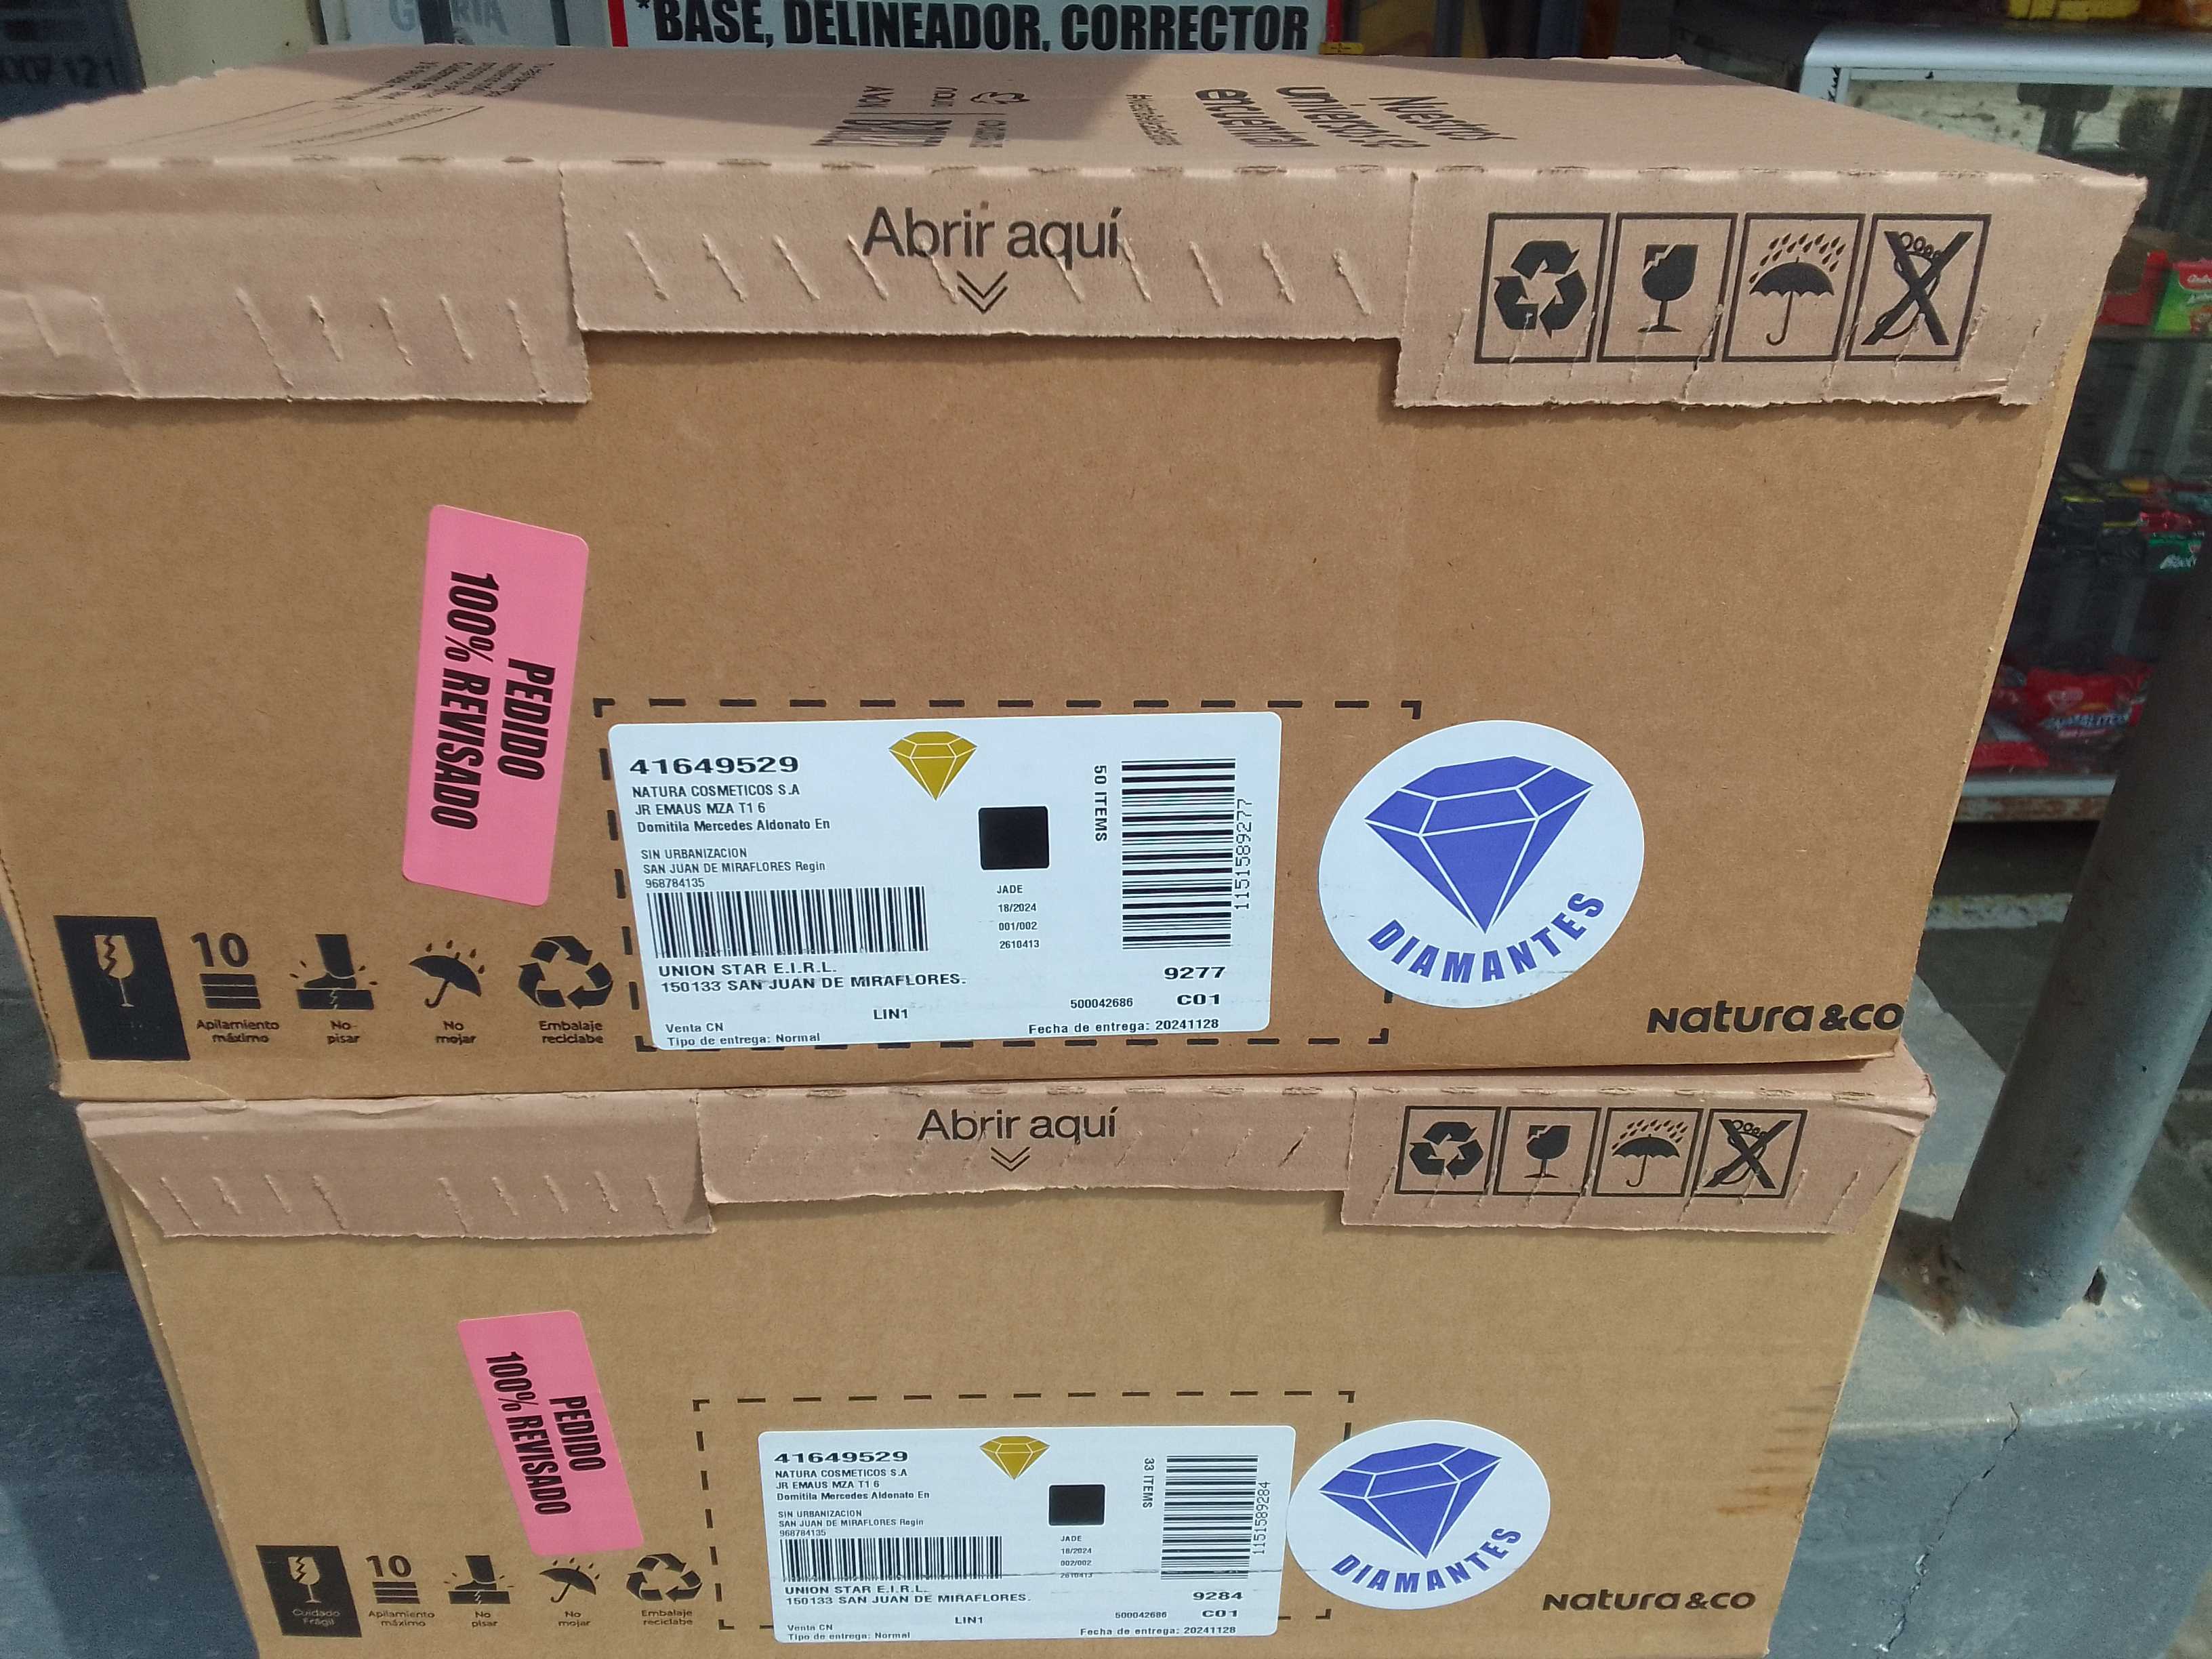 *BASE, DELINEADOR, CORRECTOR
Nuestros
universos se
encuentran
AVON
NATURA
Abrir aquí
PEDIDO
100% REVISADO
41649529
NATURA COSMETICOS S.A
JR EMAUS MZA T1 6
Domitila Mercedes Aldonato En
SIN URBANIZACION
SAN JUAN DE MIRAFLORES Regin
968784135
UNION STAR E.I.R.L.
150133 SAN JUAN DE MIRAFLORES.
LIN1
Venta CN
Tipo de entrega: Normal
JADE
18/2024
001/002
2610413
50 ITEMS
1151589277
9277
500042686 C01
Fecha de entrega: 20241128
DIAMANTES
10
Apilamiento
máximo
No
pisar
No
mojar
Embalaje
reciclabe
Natura &CO
Abrir aquí
PEDIDO
100% REVISADO
41649529
NATURA COSMETICOS S.A
JR EMAUS MZA T1 6
Domitila Mercedes Aldonato En
SIN URBANIZACION
SAN JUAN DE MIRAFLORES Regin
968784135
UNION STAR E.I.R.L.
150133 SAN JUAN DE MIRAFLORES.
LIN1
Venta CN
Tipo de entrega: Normal
JADE
18/2024
002/002
2610413
33 ITEMS
1151589284
9284
500042686 C01
Fecha de entrega: 20241128
DIAMANTES
Cuidado
Frágil
10
Apilamiento
máximo
No
pisar
No
mojar
Embalaje
reciclabe
Natura &CO